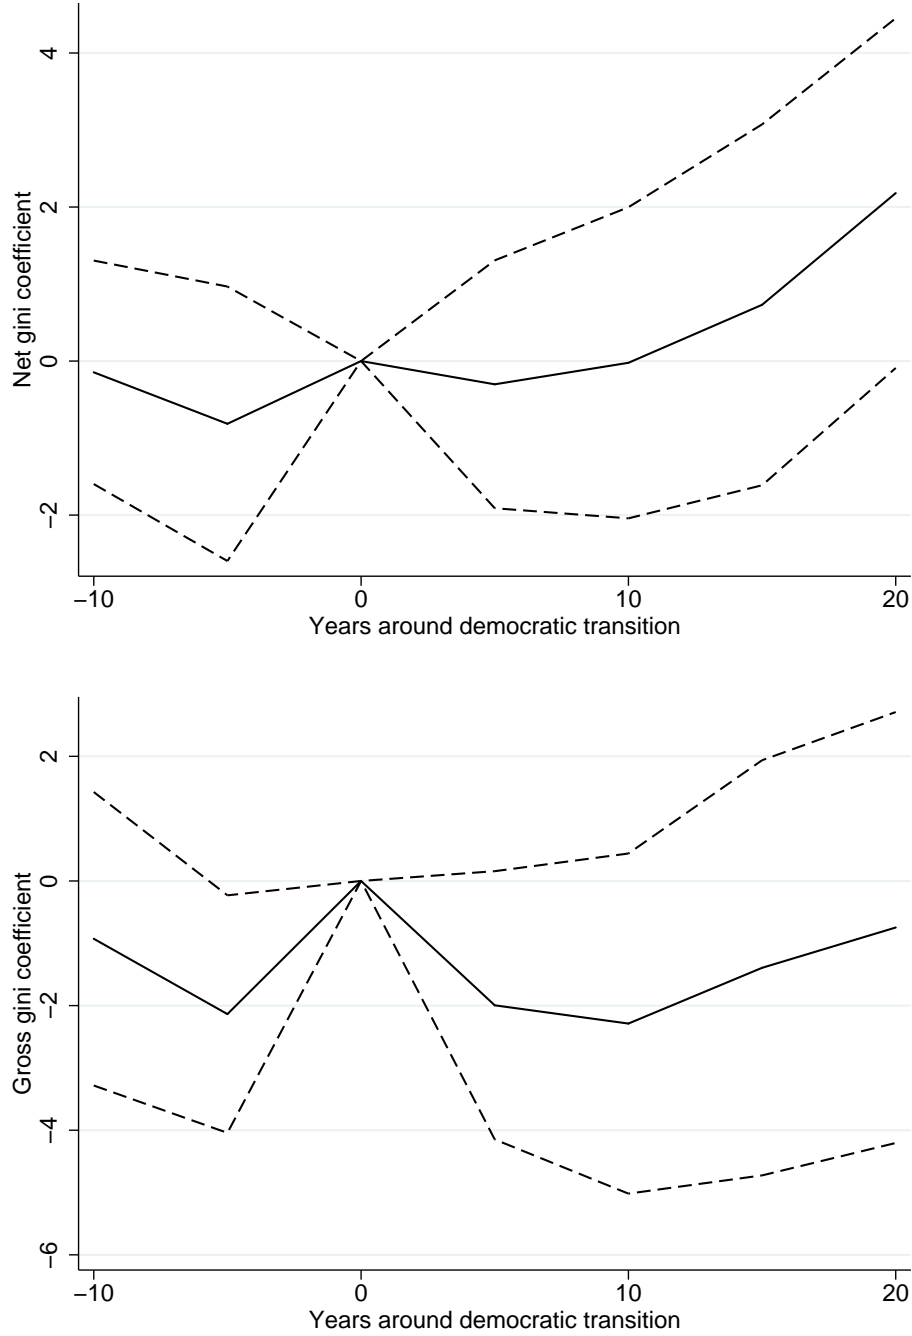 4
2
0
−2
Net gini coefficient
−10 0 10 20
Years around democratic transition
2
0
−2
−4
−6
Gross gini coefficient
−10 0 10 20
Years around democratic transition